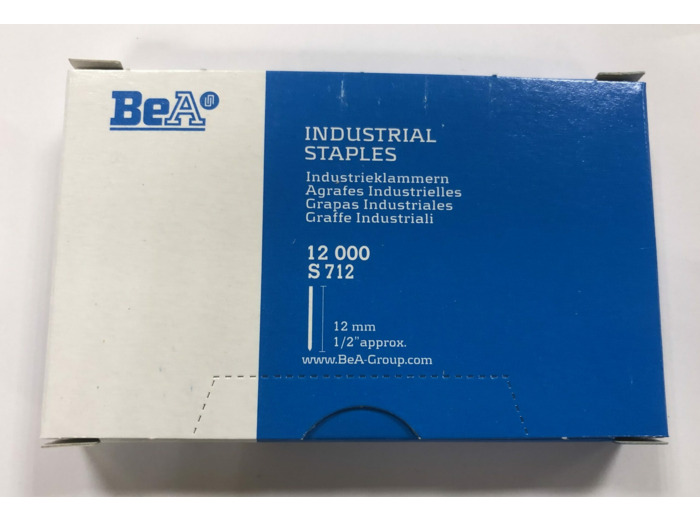 BeA
INDUSTRIAL
STAPLES
Industrieklammern
Agrafes Industrielles
Grapas Industriales
Graffe Industriali
12 000
S 712
12 mm
1/2" approx.
www.BeA-Group.com